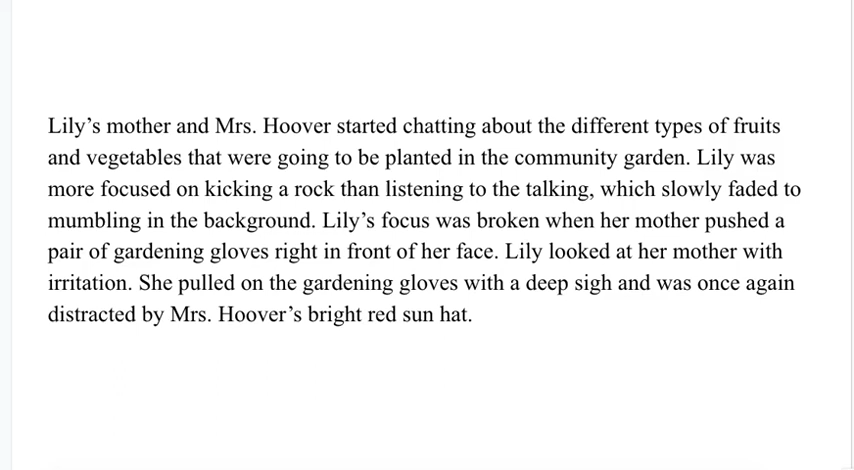 Lily’s mother and Mrs. Hoover started chatting about the different types of fruits
and vegetables that were going to be planted in the community garden. Lily was
more focused on kicking a rock than listening to the talking, which slowly faded to
mumbling in the background. Lily’s focus was broken when her mother pushed a
pair of gardening gloves right in front of her face. Lily looked at her mother with
irritation. She pulled on the gardening gloves with a deep sigh and was once again
distracted by Mrs. Hoover’s bright red sun hat.